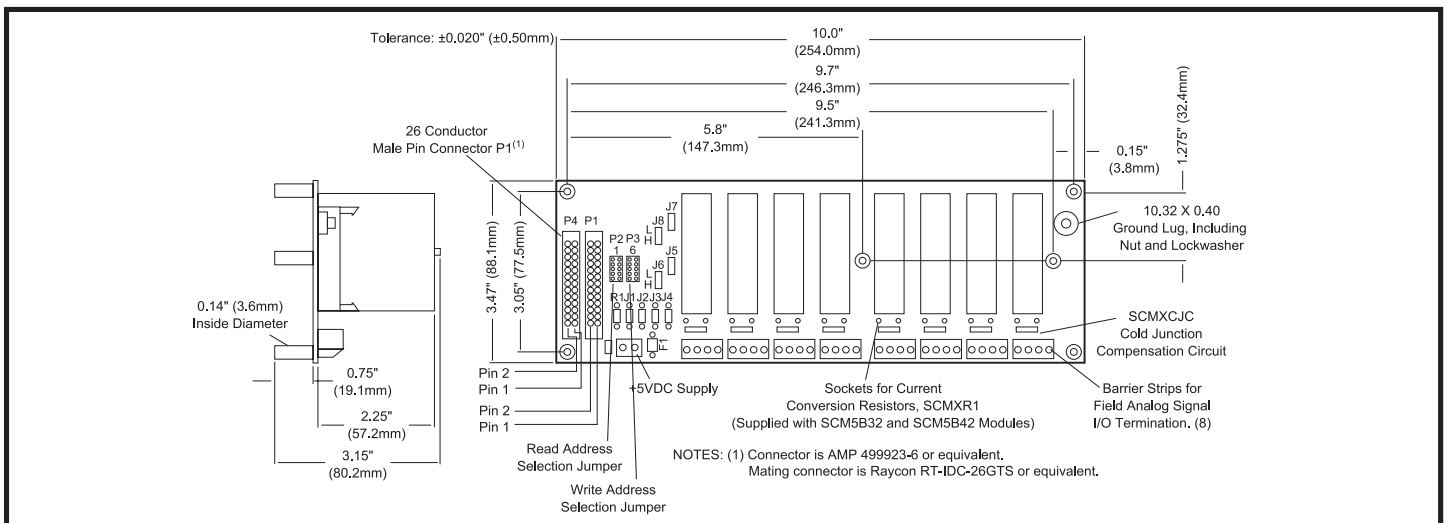 Tolerance: ±0.020" (±0.50mm)
10.0"
(254.0mm)
9.7"
(246.3mm)
9.5"
(241.3mm)
5.8"
(147.3mm)
1.275" (32.4mm)
0.15"
(3.8mm)
26 Conductor
Male Pin Connector P1(1)
10.32 X 0.40
Ground Lug, Including
Nut and Lockwasher
3.47" (88.1mm)
3.05" (77.5mm)
P4 P1
P2 P3
1 6
J7
J8
L
H
J5
J6
L
H
R1 J1 J2 J3 J4
F1
0.14" (3.6mm)
Inside Diameter
SCMXCJC
Cold Junction
Compensation Circuit
0.75"
(19.1mm)
2.25"
(57.2mm)
3.15"
(80.2mm)
Pin 2
Pin 1
Pin 2
Pin 1
+5VDC Supply
Sockets for Current
Conversion Resistors, SCMXR1
(Supplied with SCM5B32 and SCM5B42 Modules)
Barrier Strips for
Field Analog Signal
I/O Termination. (8)
Read Address
Selection Jumper
Write Address
Selection Jumper
NOTES: (1) Connector is AMP 499923-6 or equivalent.
Mating connector is Raycon RT-IDC-26GTS or equivalent.